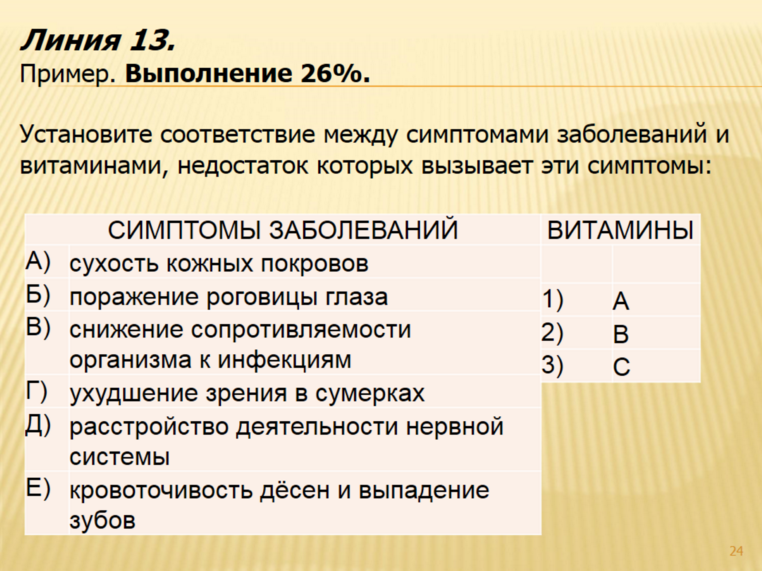 Линия 13.
Пример. Выполнение 26%.
Установите соответствие между симптомами заболеваний и
витаминами, недостаток которых вызывает эти симптомы:
СИМПТОМЫ ЗАБОЛЕВАНИЙ ВИТАМИНЫ
А) сухость кожных покровов
Б) поражение роговицы глаза 1) А
В) снижение сопротивляемости 2) В
организма к инфекциям 3) С
Г) ухудшение зрения в сумерках
Д) расстройство деятельности нервной
системы
Е) кровоточивость дёсен и выпадение
зубов
24